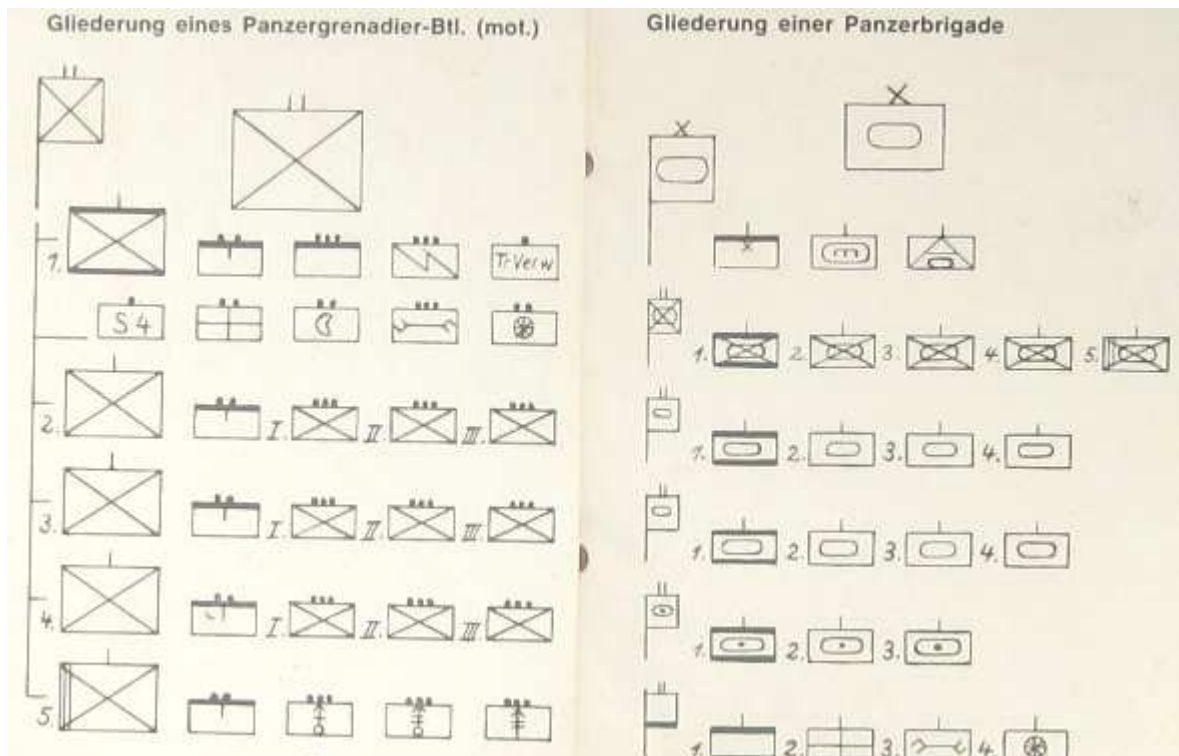 Gliederung eines Panzergrenadier-Btl. (mot.)
1.
Tr Verw
S 4
2. I. II. III.
3. I. II. III.
4. I. II. III.
5.
Gliederung einer Panzerbrigade
1. 2. 3. 4. 5.
1. 2. 3. 4.
1. 2. 3. 4.
1. 2. 3.
1. 2. 3. 4.